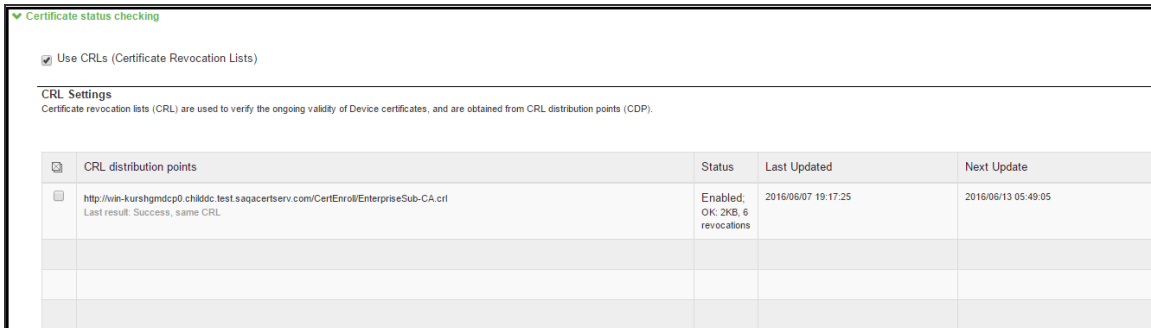 Certificate status checking
Use CRLs (Certificate Revocation Lists)
CRL Settings
Certificate revocation lists (CRL) are used to verify the ongoing validity of Device certificates, and are obtained from CRL distribution points (CDP).
CRL distribution points Status Last Updated Next Update
http://win-kurshgmdcp0.childdc.test.saqacertserv.com/CertEnroll/EnterpriseSub-CA.crl Enabled; 2016/06/07 19:17:25 2016/06/13 05:49:05
Last result: Success, same CRL OK: 2KB, 6
revocations